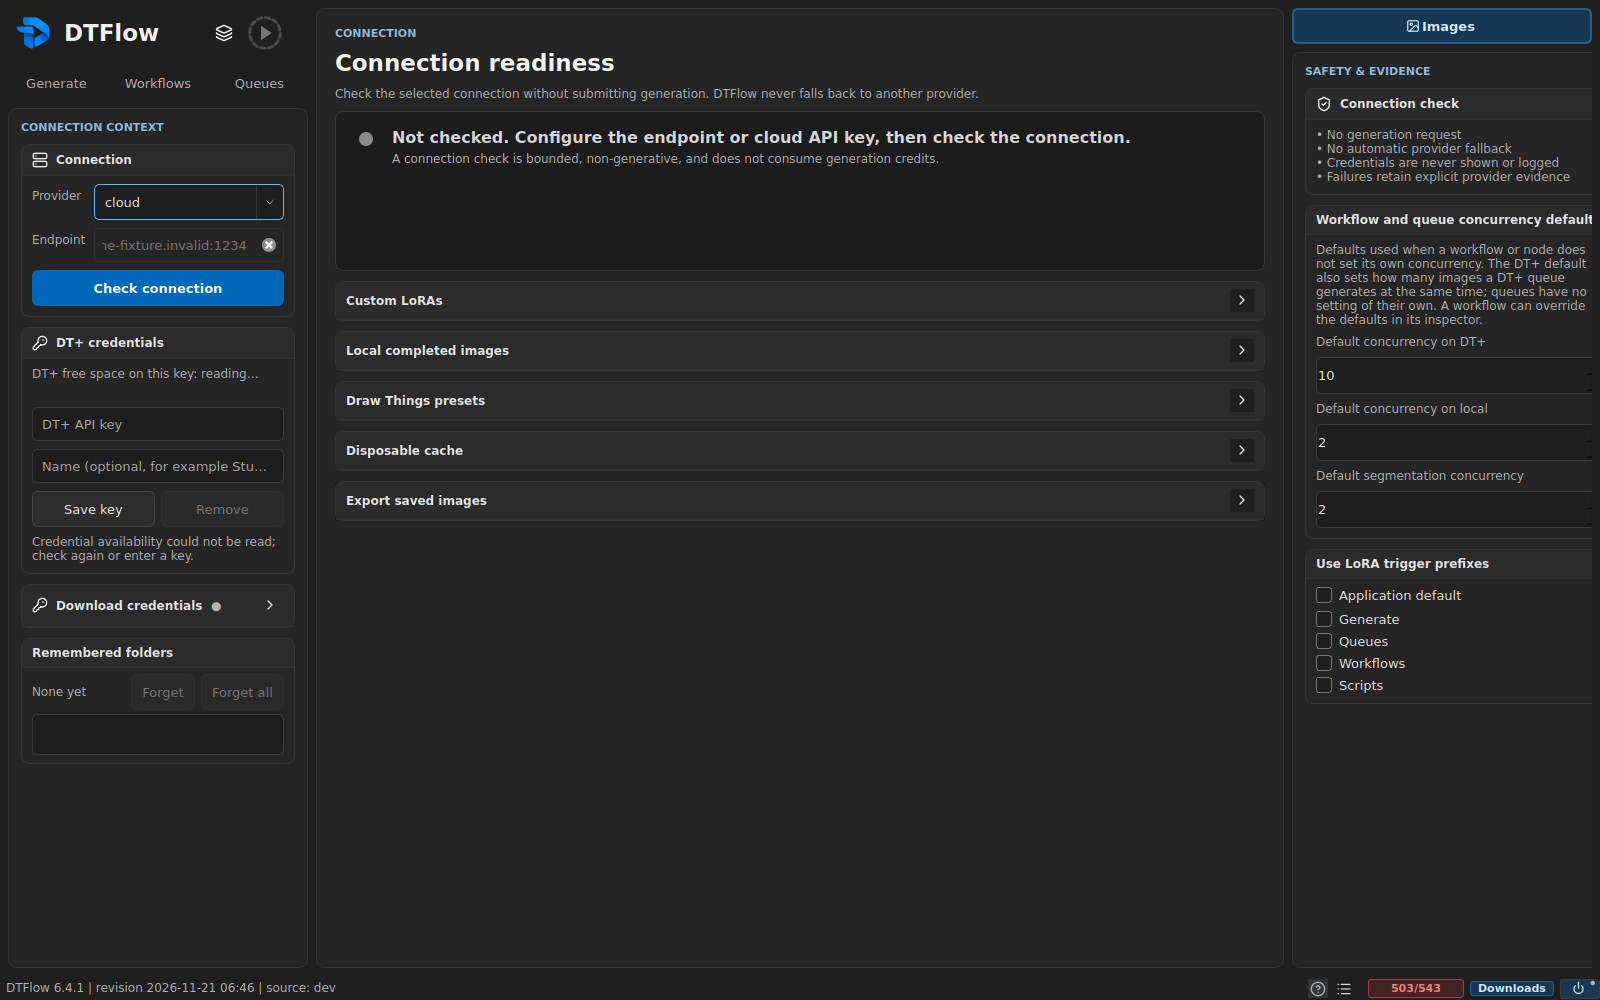 DTFlow
Generate Workflows Queues
CONNECTION CONTEXT
Connection
Provider
cloud
Endpoint
ne-fixture.invalid:1234
Check connection
DT+ credentials
DT+ free space on this key: reading...
DT+ API key
Name (optional, for example Stu...
Save key Remove
Credential availability could not be read;
check again or enter a key.
Download credentials
Remembered folders
None yet
Forget Forget all
CONNECTION
Connection readiness
Check the selected connection without submitting generation. DTFlow never falls back to another provider.
Not checked. Configure the endpoint or cloud API key, then check the connection.
A connection check is bounded, non-generative, and does not consume generation credits.
Custom LoRAs
Local completed images
Draw Things presets
Disposable cache
Export saved images
Images
SAFETY & EVIDENCE
Connection check
• No generation request
• No automatic provider fallback
• Credentials are never shown or logged
• Failures retain explicit provider evidence
Workflow and queue concurrency default
Defaults used when a workflow or node does
not set its own concurrency. The DT+ default
also sets how many images a DT+ queue
generates at the same time; queues have no
setting of their own. A workflow can override
the defaults in its inspector.
Default concurrency on DT+
10
Default concurrency on local
2
Default segmentation concurrency
2
Use LoRA trigger prefixes
Application default
Generate
Queues
Workflows
Scripts
DTFlow 6.4.1 | revision 2026-11-21 06:46 | source: dev
503/543
Downloads